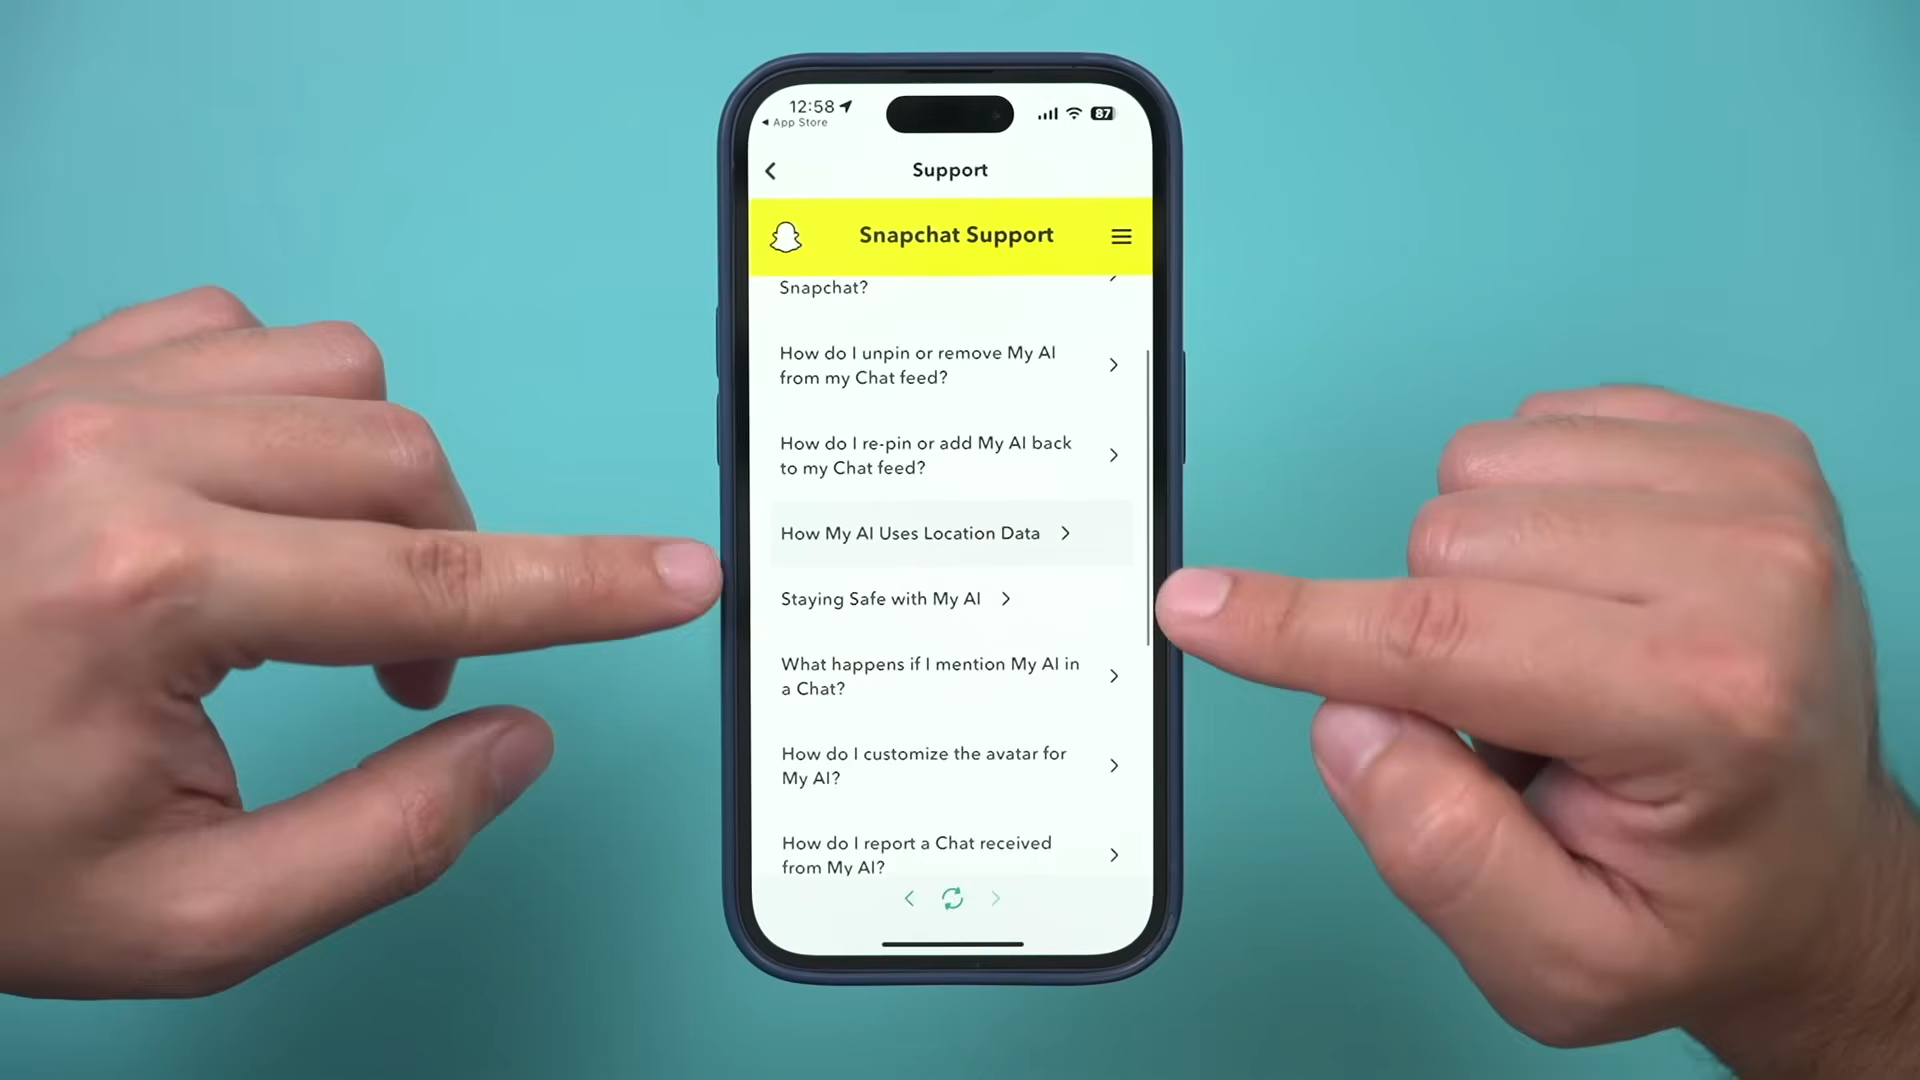 12:58
87
App Store
Support
Snapchat Support
Snapchat?
How do I unpin or remove My AI
from my Chat feed?
How do I re-pin or add My AI back
to my Chat feed?
How My AI Uses Location Data
Staying Safe with My AI
What happens if I mention My AI in
a Chat?
How do I customize the avatar for
My AI?
How do I report a Chat received
from My AI?